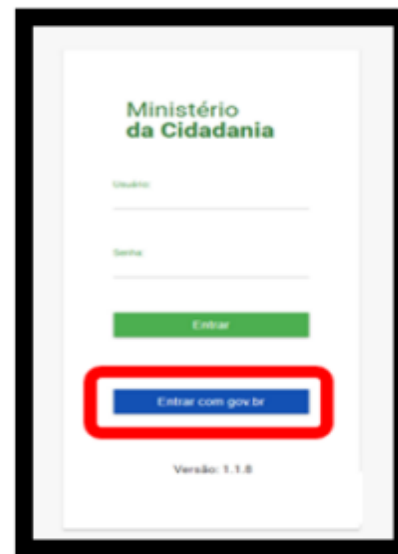 Ministério
da Cidadania
Usuário:
Senha:
Entrar
Entrar com gov.br
Versão: 1.1.8